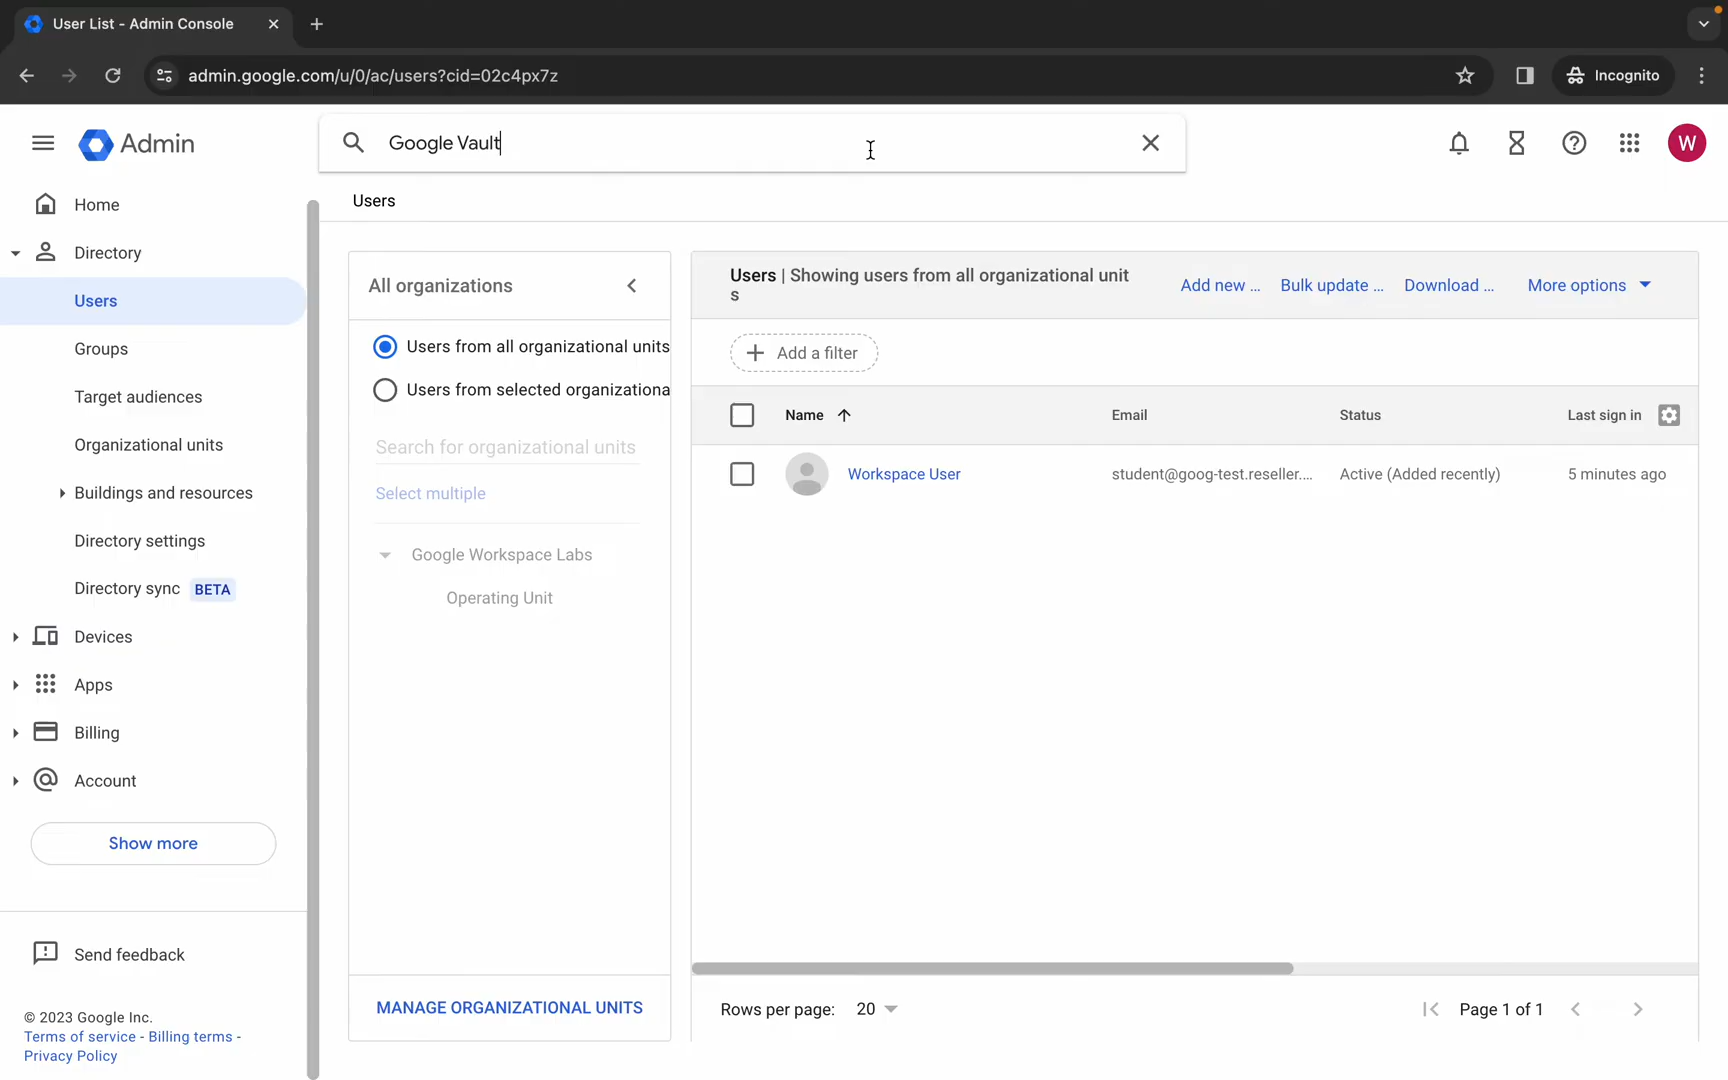 User List - Admin Console
admin.google.com/u/0/ac/users?cid=02c4px7z
Incognito
Admin
Google Vault
W
Home
Directory
Users
Groups
Target audiences
Organizational units
Buildings and resources
Directory settings
Directory sync BETA
Devices
Apps
Billing
Account
Show more
Send feedback
© 2023 Google Inc.
Terms of service - Billing terms -
Privacy Policy
Users
All organizations
Users from all organizational units
Users from selected organizationa
Search for organizational units
Select multiple
Google Workspace Labs
Operating Unit
MANAGE ORGANIZATIONAL UNITS
Users | Showing users from all organizational unit
s
Add new ...
Bulk update ...
Download ...
More options
Add a filter
Name
Email
Status
Last sign in
Workspace User
student@goog-test.reseller....
Active (Added recently)
5 minutes ago
Rows per page: 20
Page 1 of 1